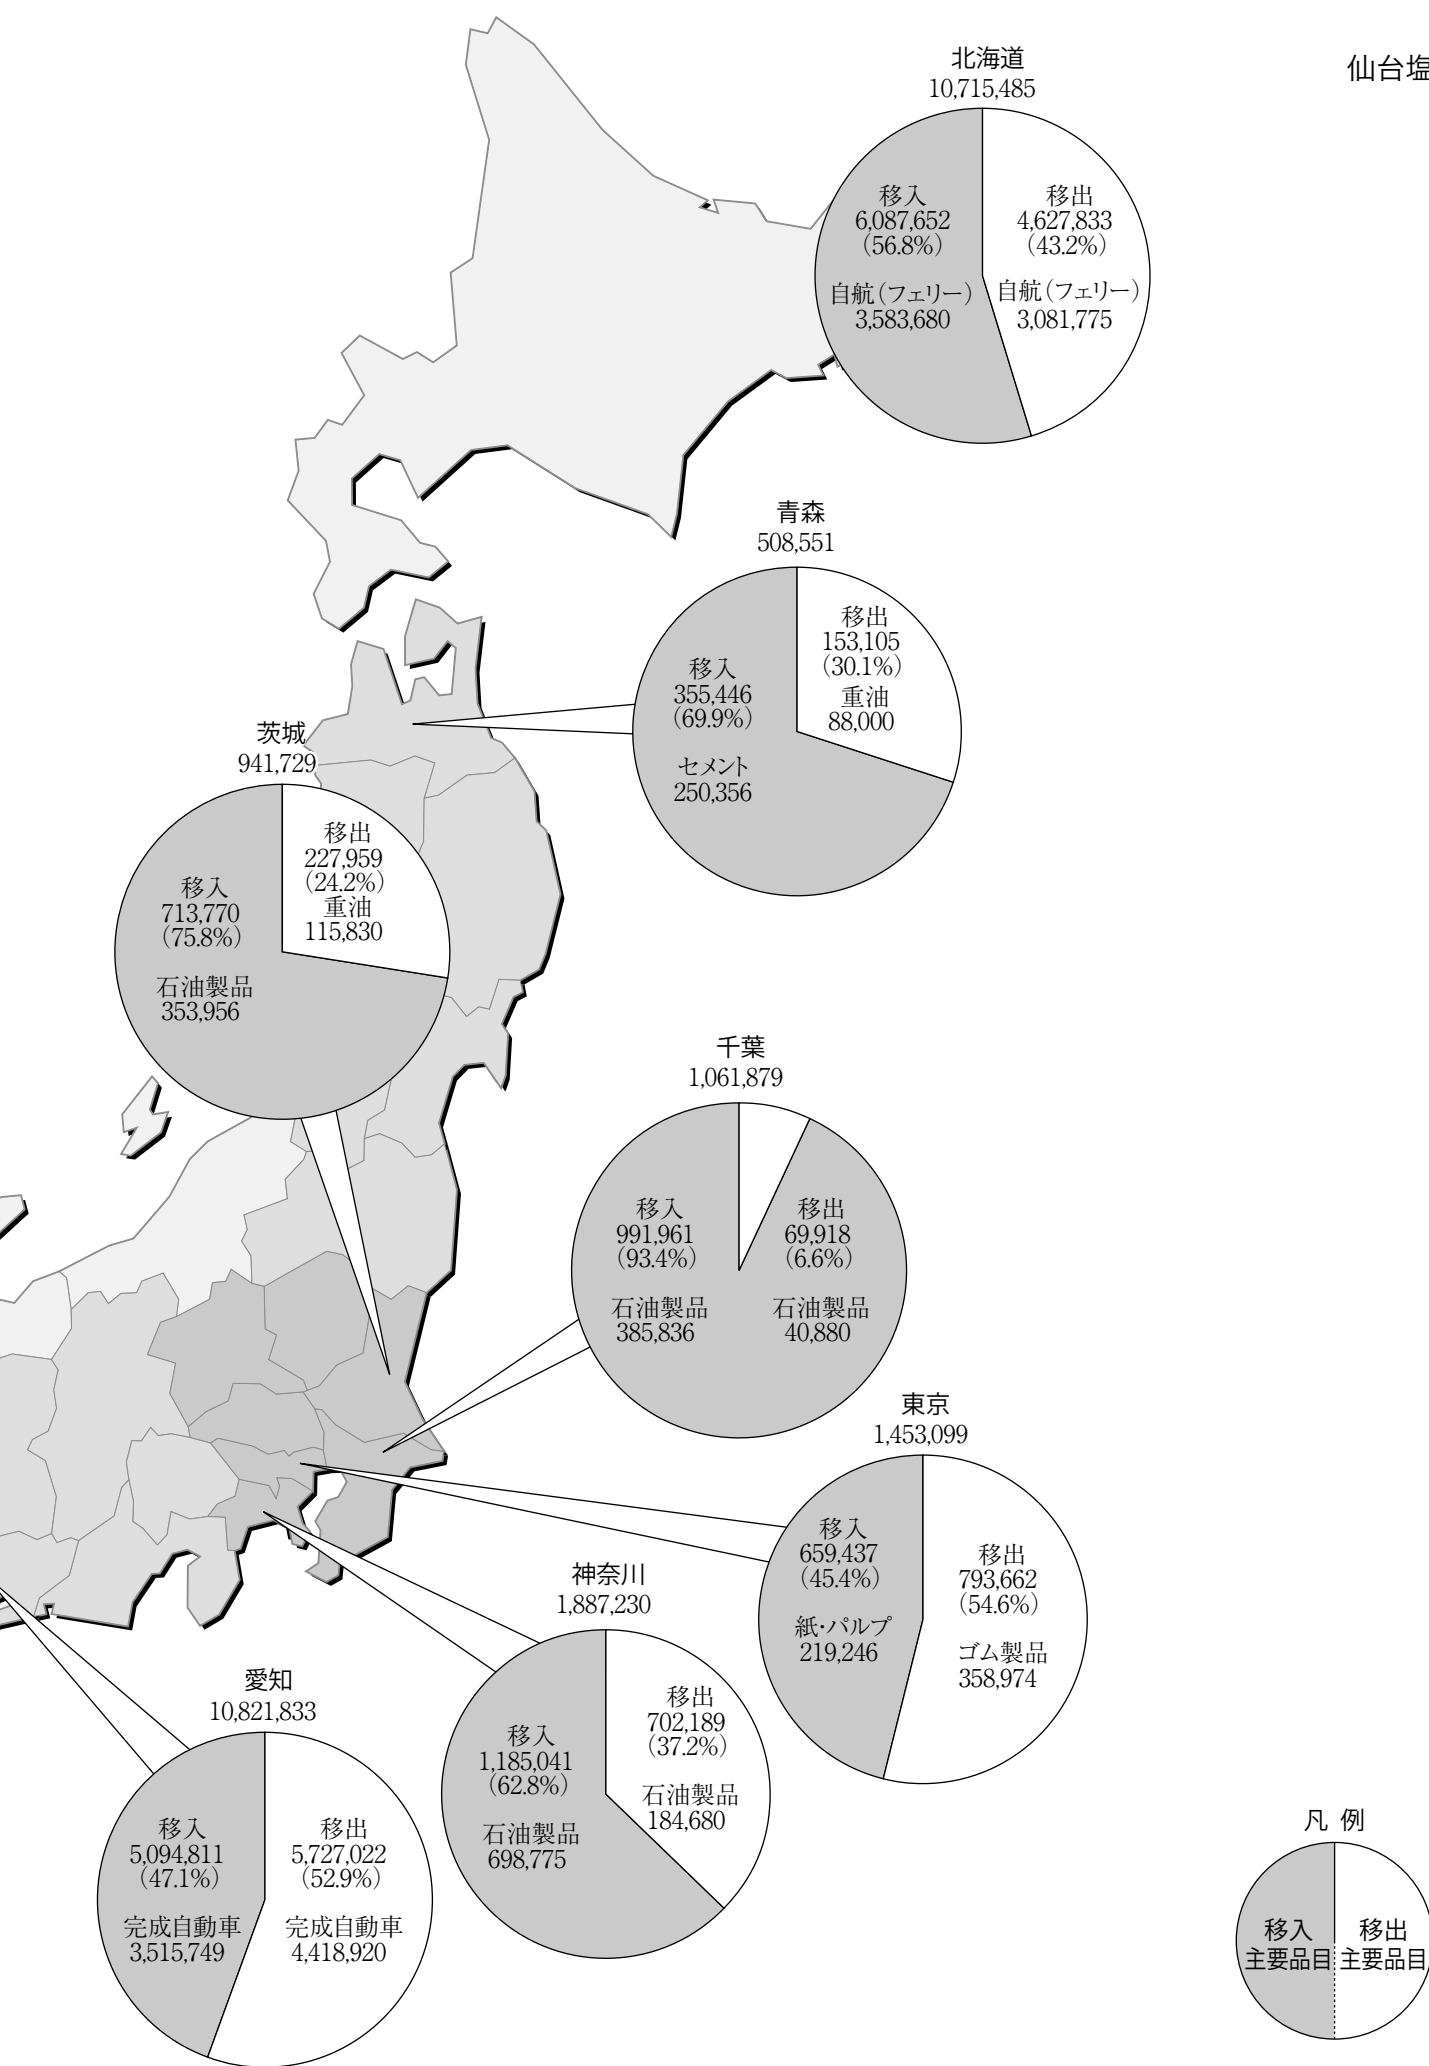 仙台塩
北海道
10,715,485
移入
6,087,652
(56.8%)
自航(フェリー)
3,583,680
移出
4,627,833
(43.2%)
自航(フェリー)
3,081,775
青森
508,551
移入
355,446
(69.9%)
セメント
250,356
移出
153,105
(30.1%)
重油
88,000
茨城
941,729
移入
713,770
(75.8%)
石油製品
353,956
移出
227,959
(24.2%)
重油
115,830
千葉
1,061,879
移入
991,961
(93.4%)
石油製品
385,836
移出
69,918
(6.6%)
石油製品
40,880
東京
1,453,099
移入
659,437
(45.4%)
紙・パルプ
219,246
移出
793,662
(54.6%)
ゴム製品
358,974
神奈川
1,887,230
移入
1,185,041
(62.8%)
石油製品
698,775
移出
702,189
(37.2%)
石油製品
184,680
愛知
10,821,833
移入
5,094,811
(47.1%)
完成自動車
3,515,749
移出
5,727,022
(52.9%)
完成自動車
4,418,920
凡 例
移入
主要品目
移出
主要品目